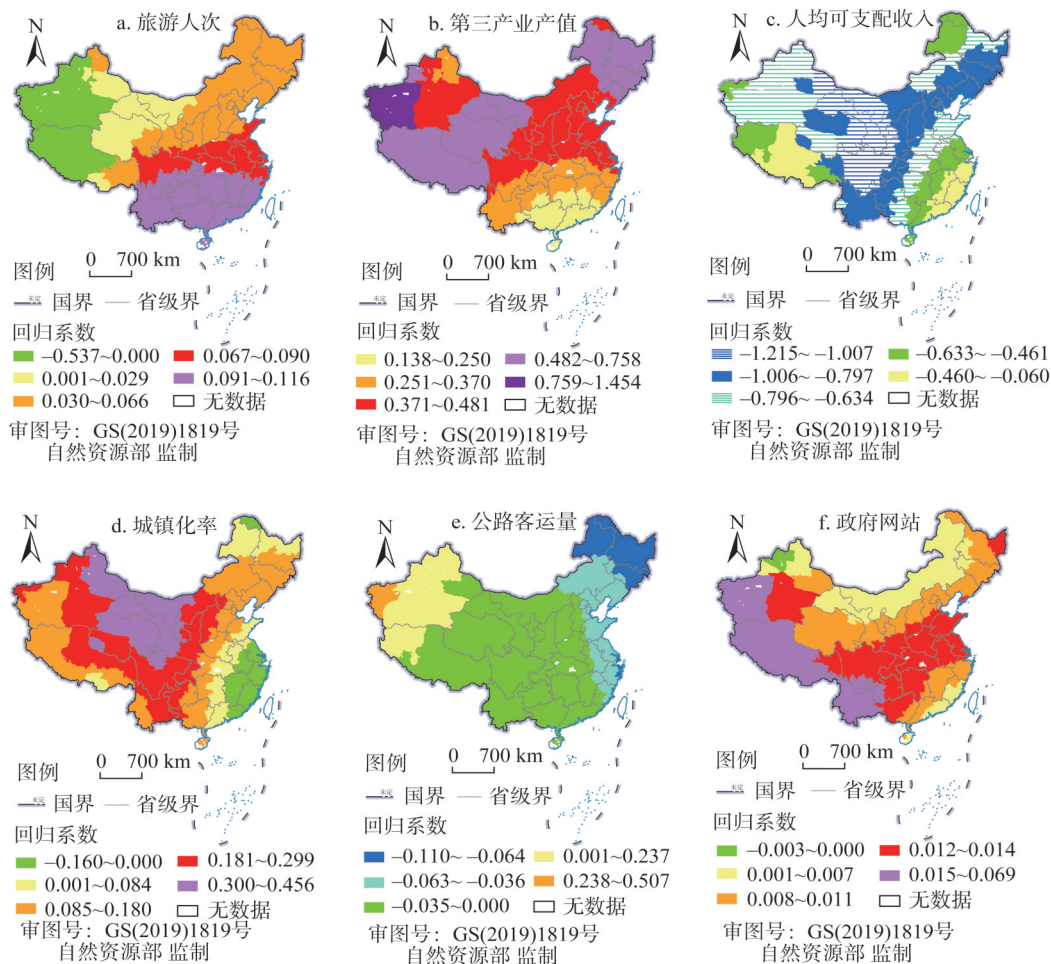 a. 旅游人次
N
0 700 km
图例
未定 国界 省级界
回归系数
−0.537~0.000 0.067~0.090
0.001~0.029 0.091~0.116
0.030~0.066 无数据
审图号：GS(2019)1819号
自然资源部 监制
b. 第三产业产值
N
0 700 km
图例
未定 国界 省级界
回归系数
0.138~0.250 0.482~0.758
0.251~0.370 0.759~1.454
0.371~0.481 无数据
审图号：GS(2019)1819号
自然资源部 监制
c. 人均可支配收入
N
0 700 km
图例
未定 国界 省级界
回归系数
−1.215~ −1.007 −0.633~ −0.461
−1.006~ −0.797 −0.460~ −0.060
−0.796~ −0.634 无数据
审图号：GS(2019)1819号
自然资源部 监制
d. 城镇化率
N
0 700 km
图例
未定 国界 省级界
回归系数
−0.160~0.000 0.181~0.299
0.001~0.084 0.300~0.456
0.085~0.180 无数据
审图号：GS(2019)1819号
自然资源部 监制
e. 公路客运量
N
0 700 km
图例
未定 国界 省级界
回归系数
−0.110~ −0.064 0.001~0.237
−0.063~ −0.036 0.238~0.507
−0.035~0.000 无数据
审图号：GS(2019)1819号
自然资源部 监制
f. 政府网站
N
0 700 km
图例
未定 国界 省级界
回归系数
−0.003~0.000 0.012~0.014
0.001~0.007 0.015~0.069
0.008~0.011 无数据
审图号：GS(2019)1819号
自然资源部 监制